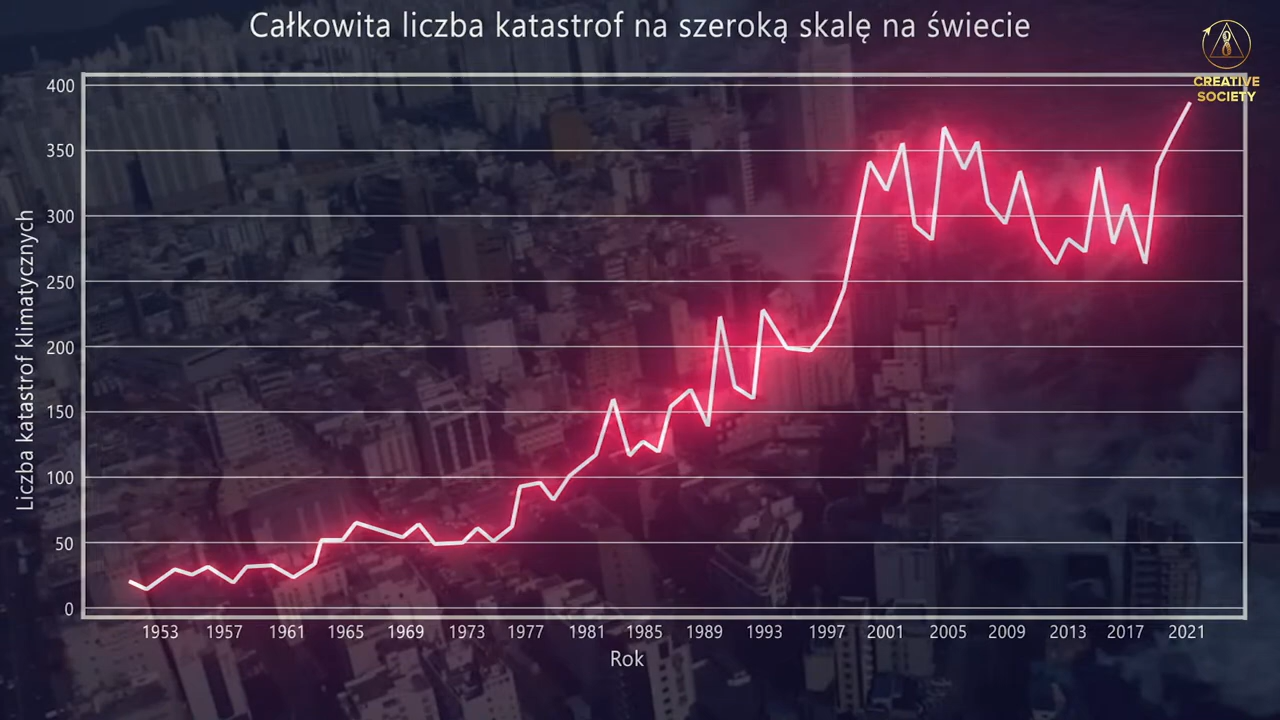 Całkowita liczba katastrof na szeroką skalę na świecie
CREATIVE
SOCIETY
Liczba katastrof klimatycznych
400
350
300
250
200
150
100
50
0
1953 1957 1961 1965 1969 1973 1977 1981 1985 1989 1993 1997 2001 2005 2009 2013 2017 2021
Rok